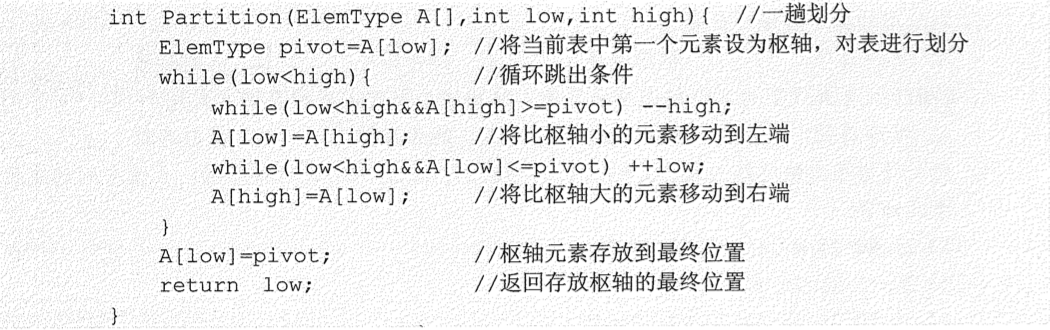 int Partition(ElemType A[],int low,int high){ //一趟划分
ElemType pivot=A[low]; //将当前表中第一个元素设为枢轴，对表进行划分
while(low<high){ //循环跳出条件
while(low<high&&A[high]>=pivot) --high;
A[low]=A[high]; //将比枢轴小的元素移动到左端
while(low<high&&A[low]<=pivot) ++low;
A[high]=A[low]; //将比枢轴大的元素移动到右端
}
A[low]=pivot; //枢轴元素存放到最终位置
return low; //返回存放枢轴的最终位置
}